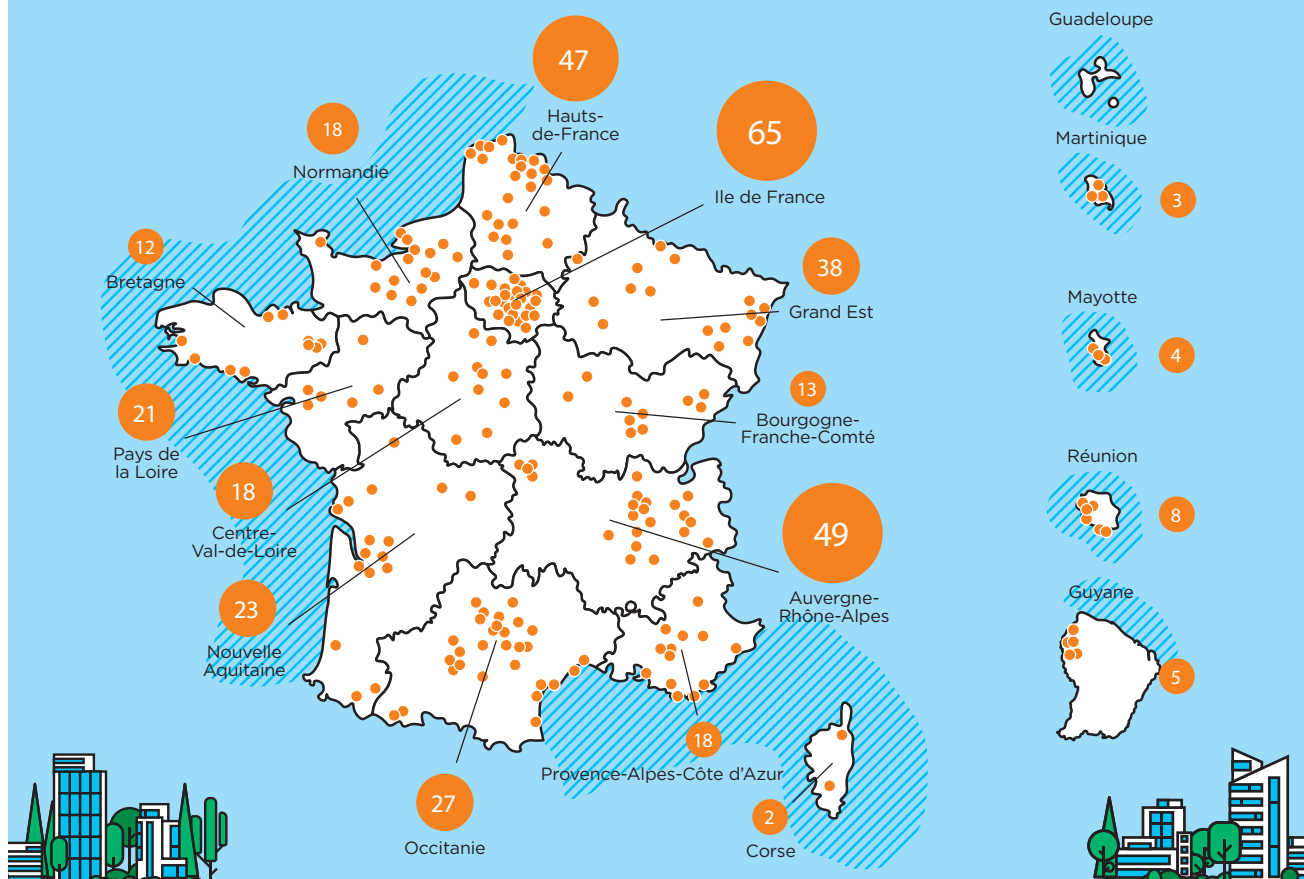 47
Hauts-
de-France
18
Normandie
65
Ile de France
12
Bretagne
38
Grand Est
21
Pays de
la Loire
13
Bourgogne-
Franche-Comté
18
Centre-
Val-de-Loire
49
Auvergne-
Rhône-Alpes
23
Nouvelle
Aquitaine
18
Provence-Alpes-Côte d'Azur
27
Occitanie
2
Corse
Guadeloupe
Martinique
3
Mayotte
4
Réunion
8
Guyane
5